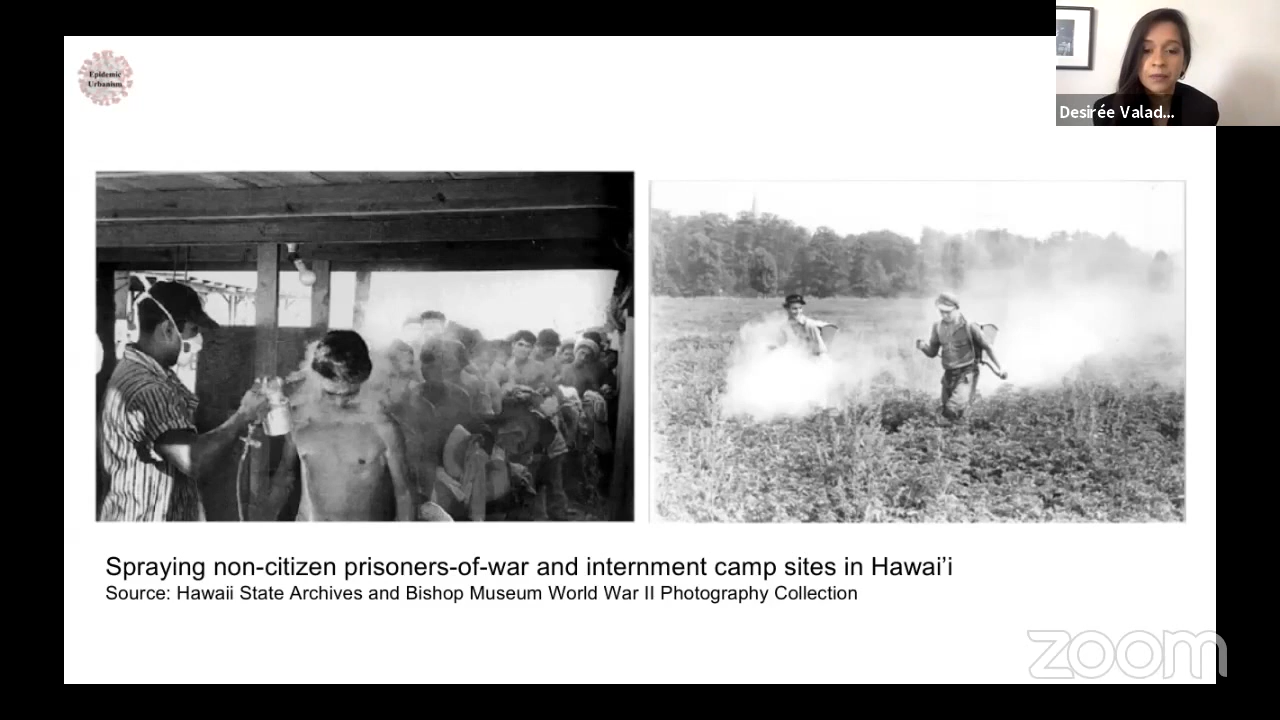 Epidemic
Urbanism
Desirée Valad...
Spraying non-citizen prisoners-of-war and internment camp sites in Hawai’i
Source: Hawaii State Archives and Bishop Museum World War II Photography Collection
zoom